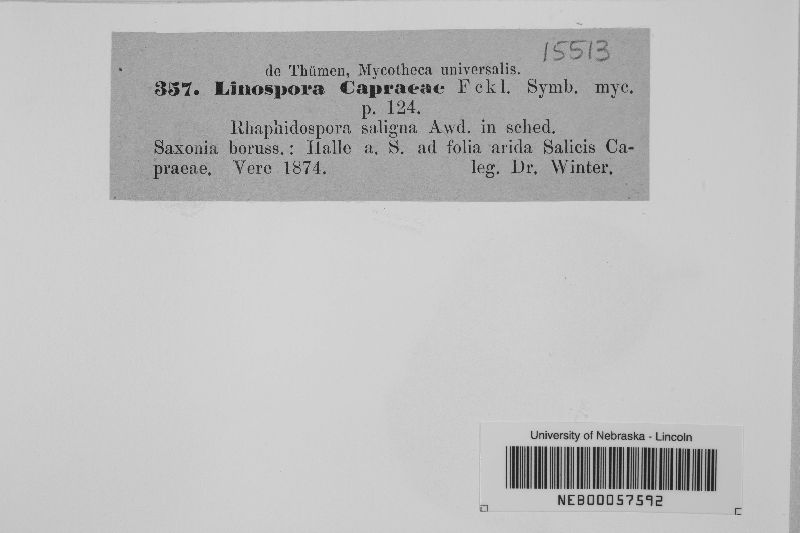 15513
de Thümen, Mycotheca universalis.
357. Linospora Capraeae Fckl. Symb. myc.
p. 124.
Rhaphidospora saligna Awd. in sched.
Saxonia boruss.: Halle a. S. ad folia arida Salicis Ca-
praeae. Vere 1874. leg. Dr. Winter.
University of Nebraska - Lincoln
NEB00057592